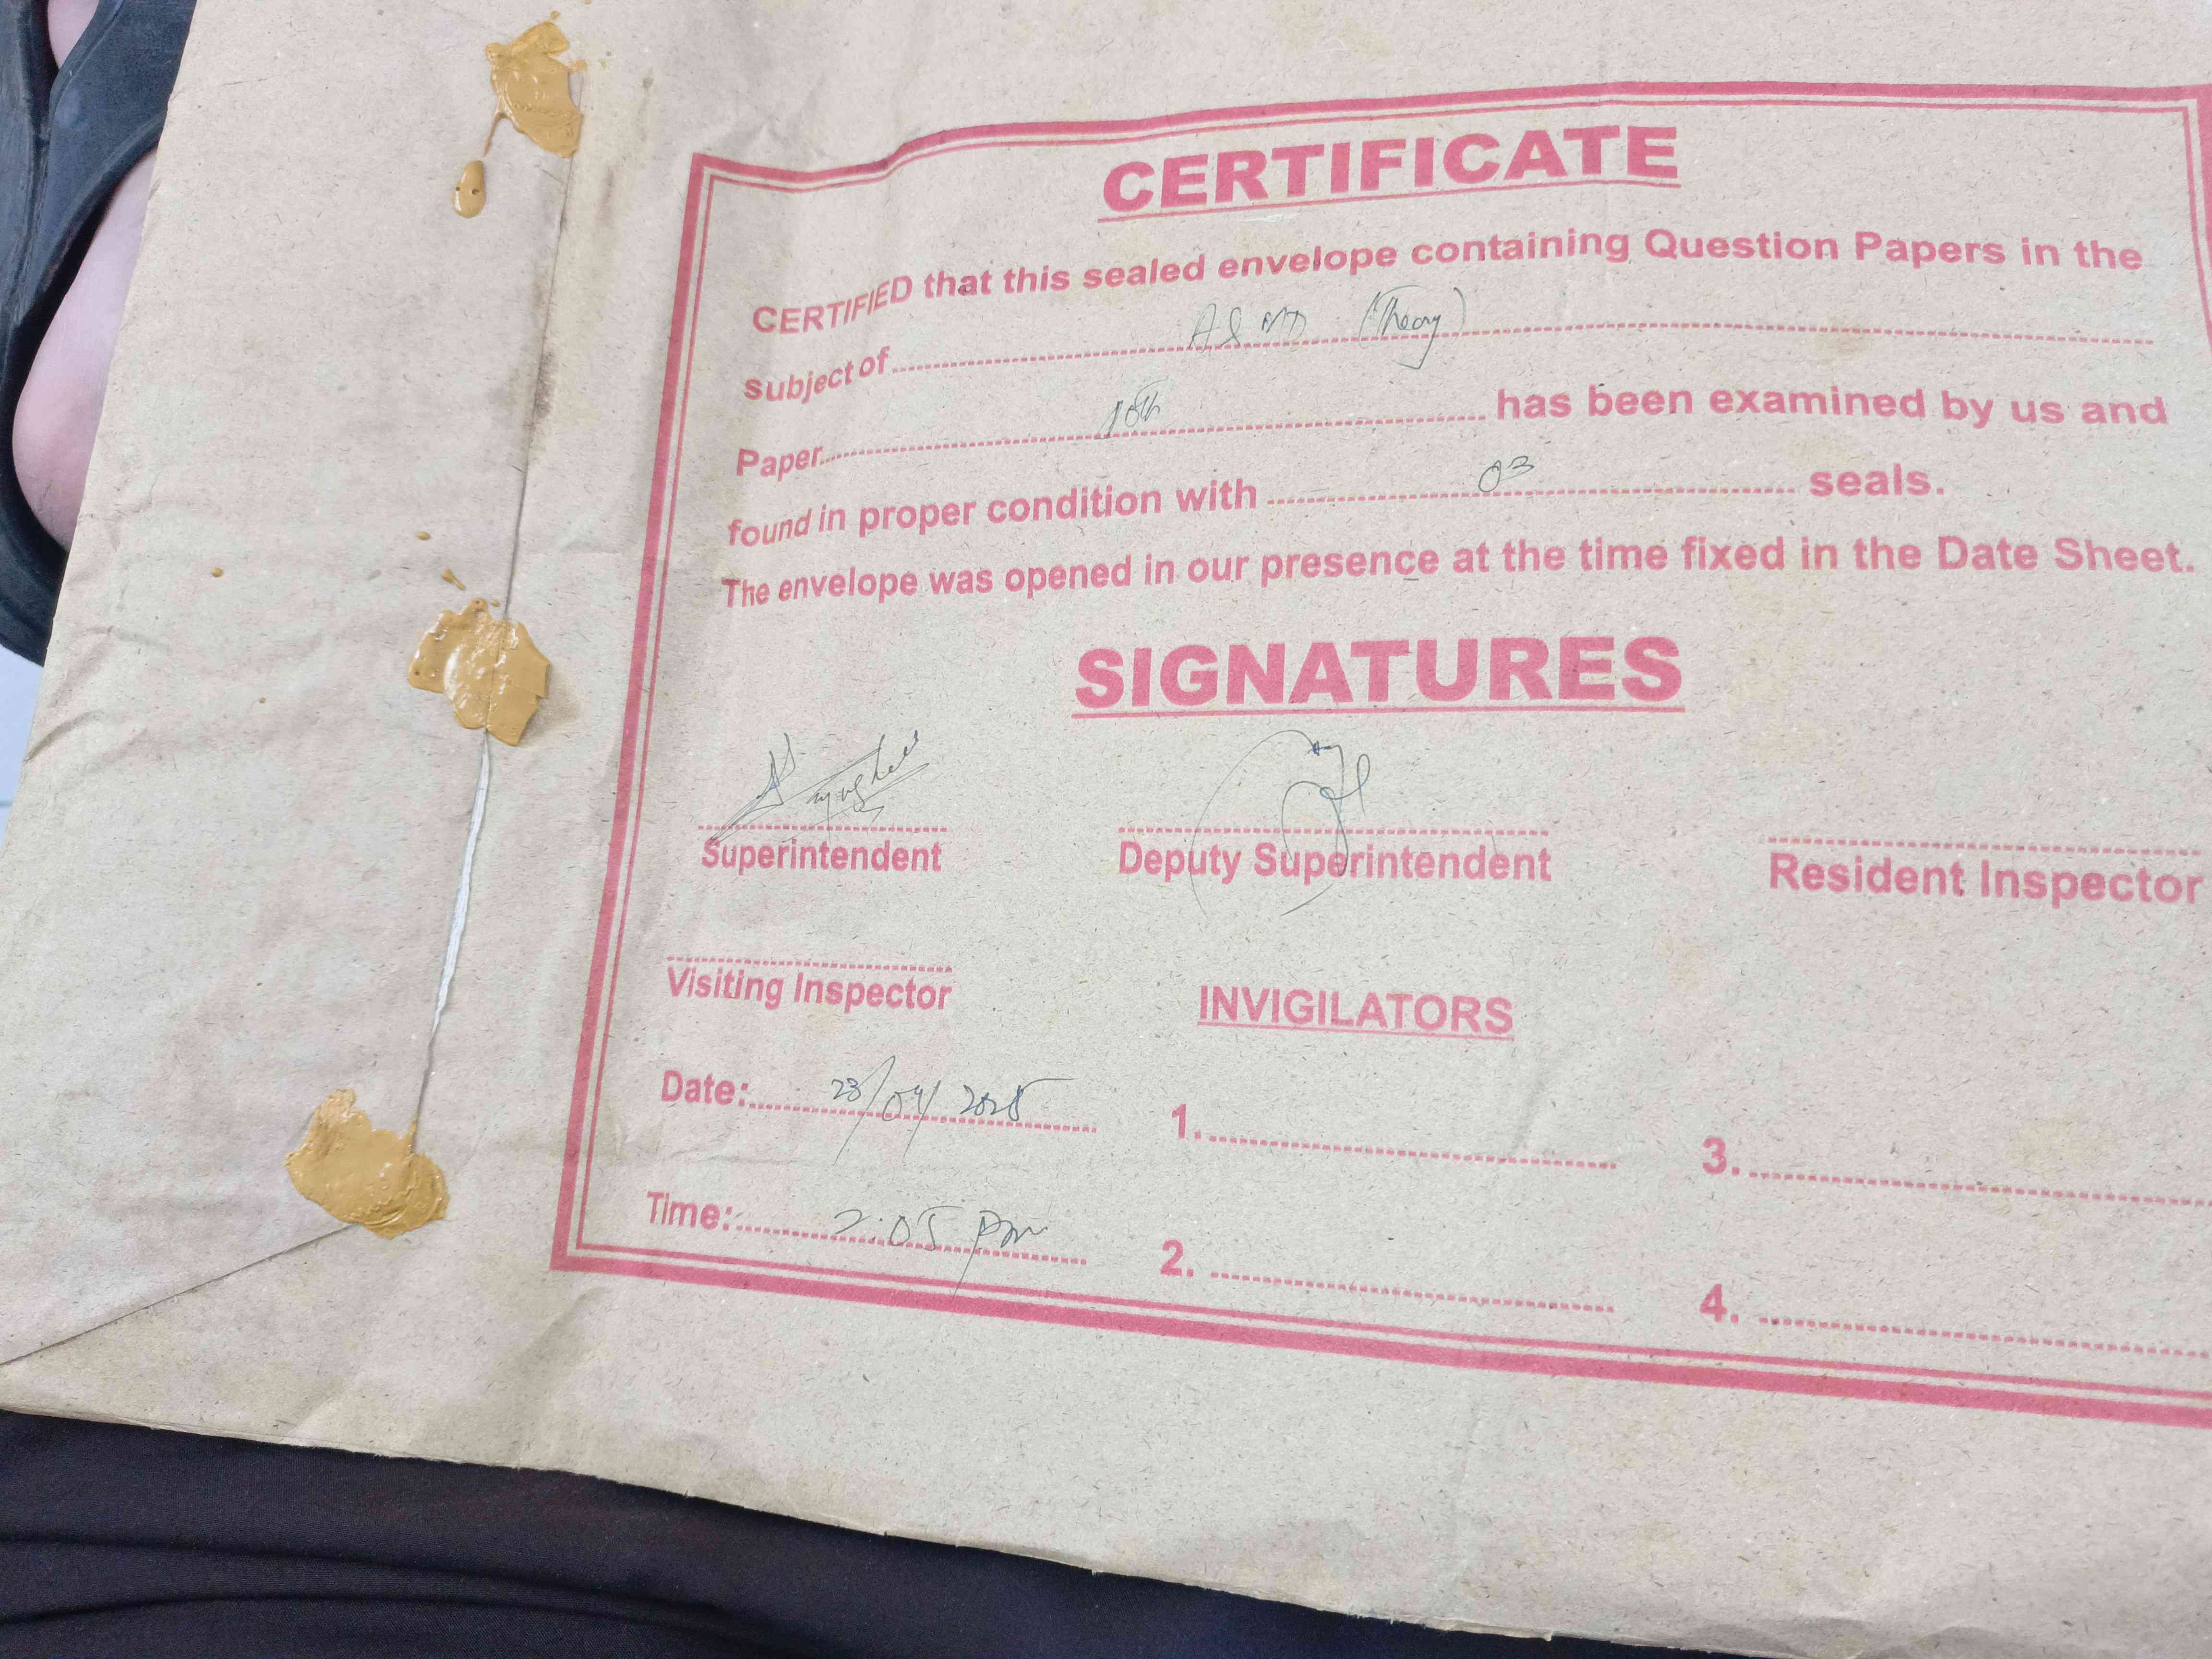 CERTIFICATE
CERTIFIED that this sealed envelope containing Question Papers in the
subject of (Theory)
Paper 10th has been examined by us and
found in proper condition with 03 seals.
The envelope was opened in our presence at the time fixed in the Date Sheet.
SIGNATURES
Superintendent Deputy Superintendent Resident Inspector
Visiting Inspector INVIGILATORS
Date: 23/04/2025 1. 3.
Time: 2:05 pm 2. 4.